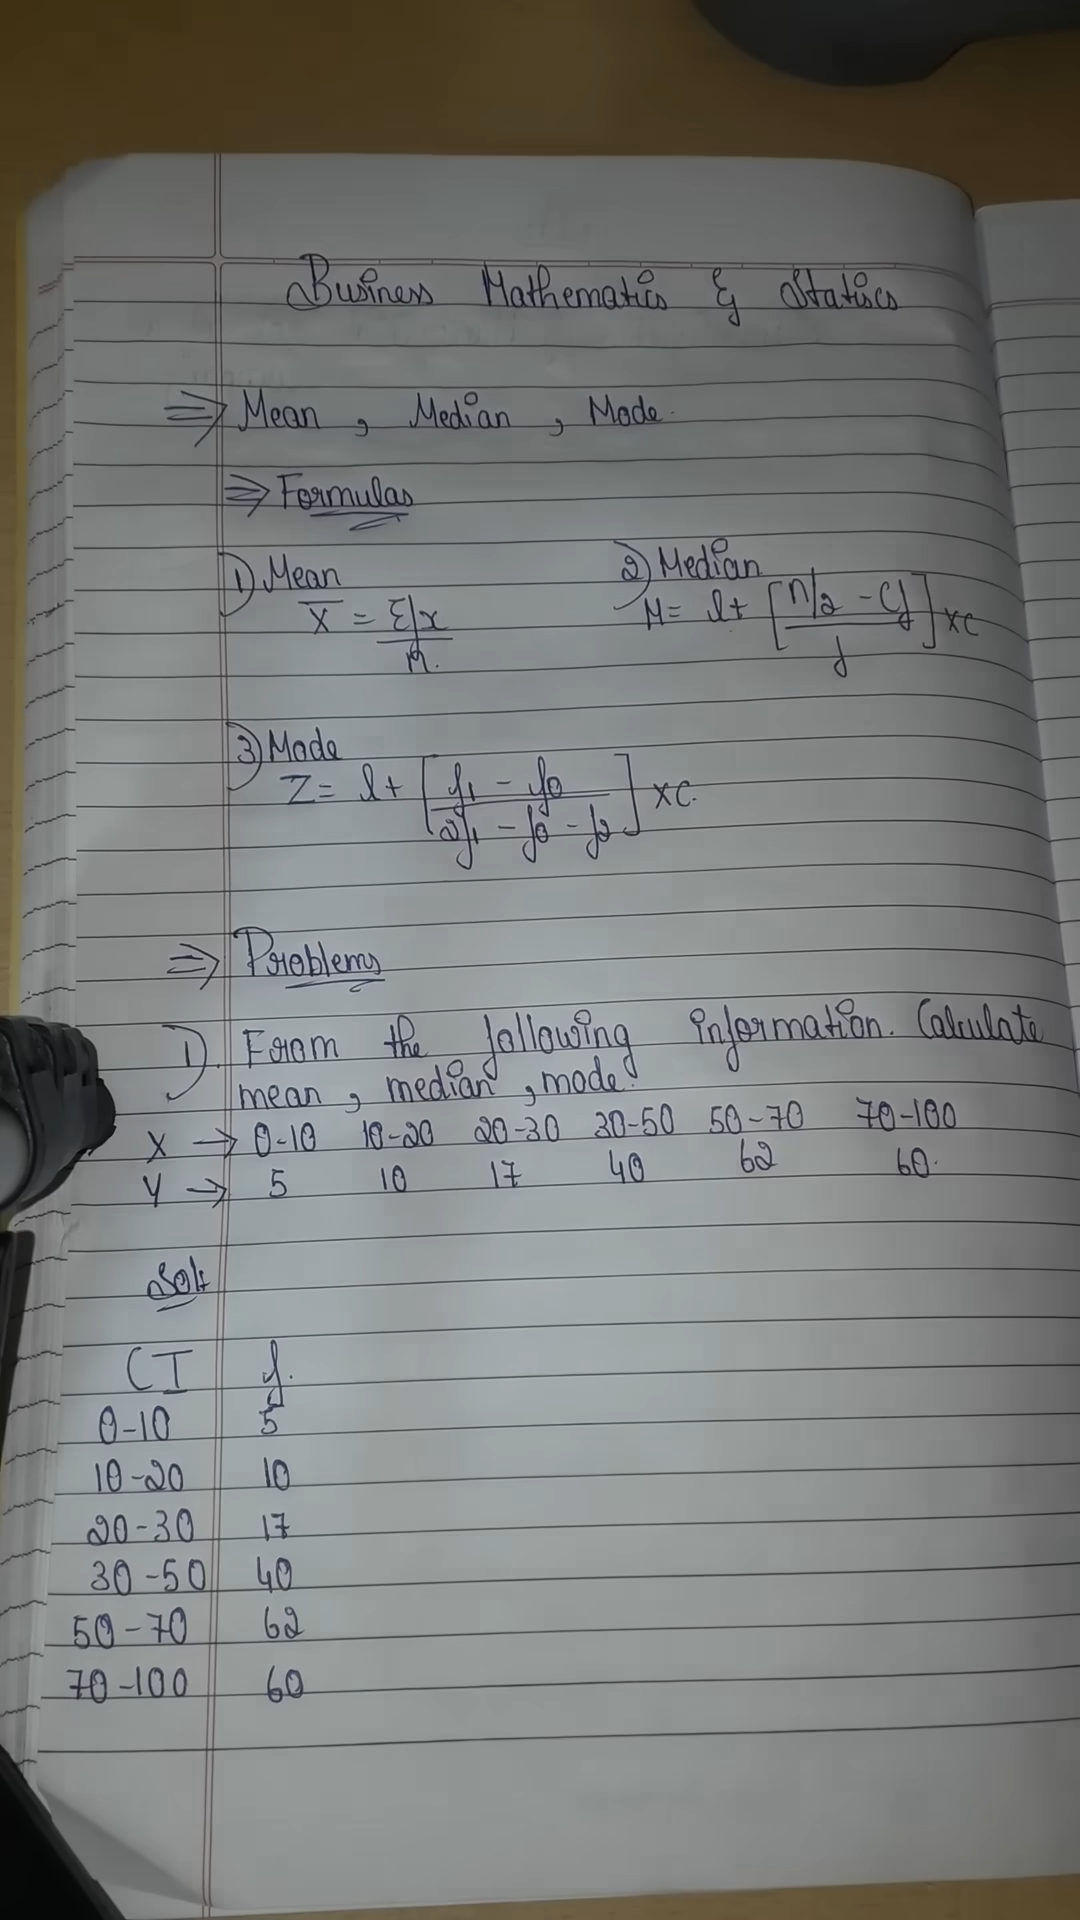 Business Mathematics & Statiscs
⇒ Mean , Median , Mode.
⇒ Formulas
1) Mean
X̄ = Σfx / n.
2) Median
M = l + [n/2 - Cf / f] × c
3) Mode
Z = l + [f1 - f0 / 2f1 - f0 - f2] × c.
⇒ Problems
1). From the following information. Calculate
mean , median , mode.
X → 0-10 10-20 20-30 30-50 50-70 70-100
Y → 5 10 17 40 62 60.
Sol:
CI f.
0-10 5
10-20 10
20-30 17
30-50 40
50-70 62
70-100 60